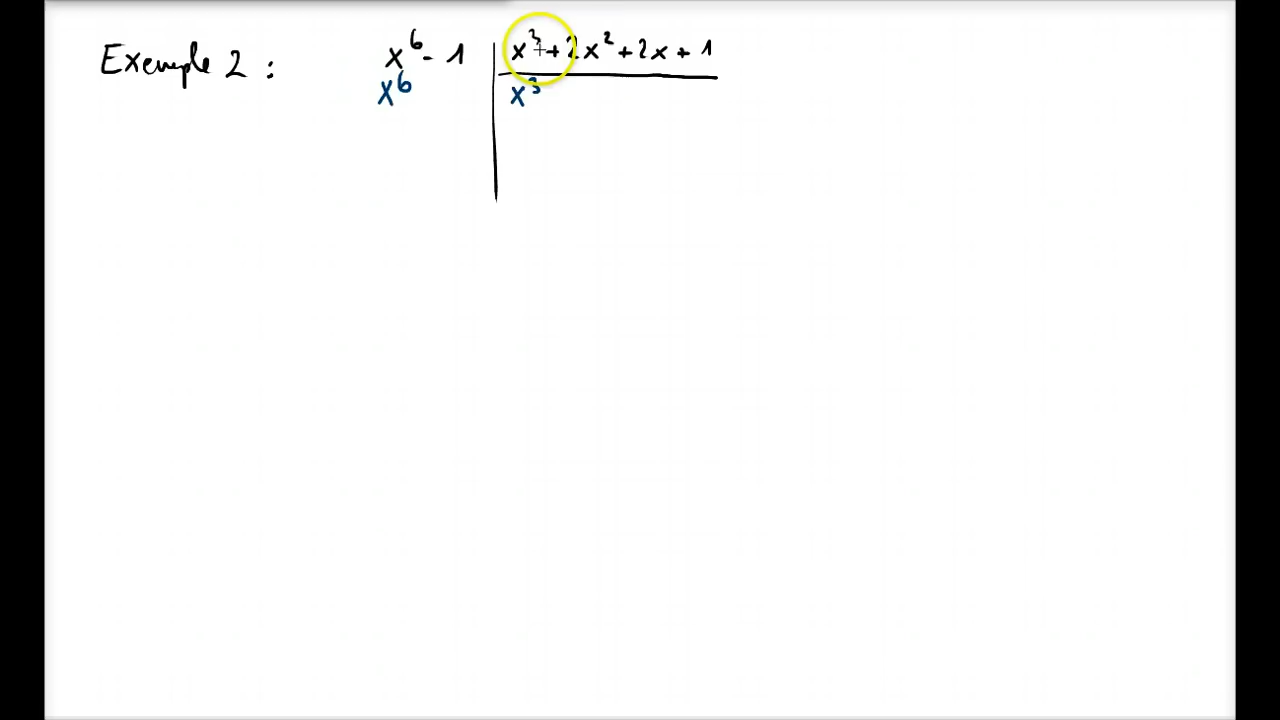 Exemple 2 : x⁶ - 1 | x³ + 2x² + 2x + 1
x⁶ x³